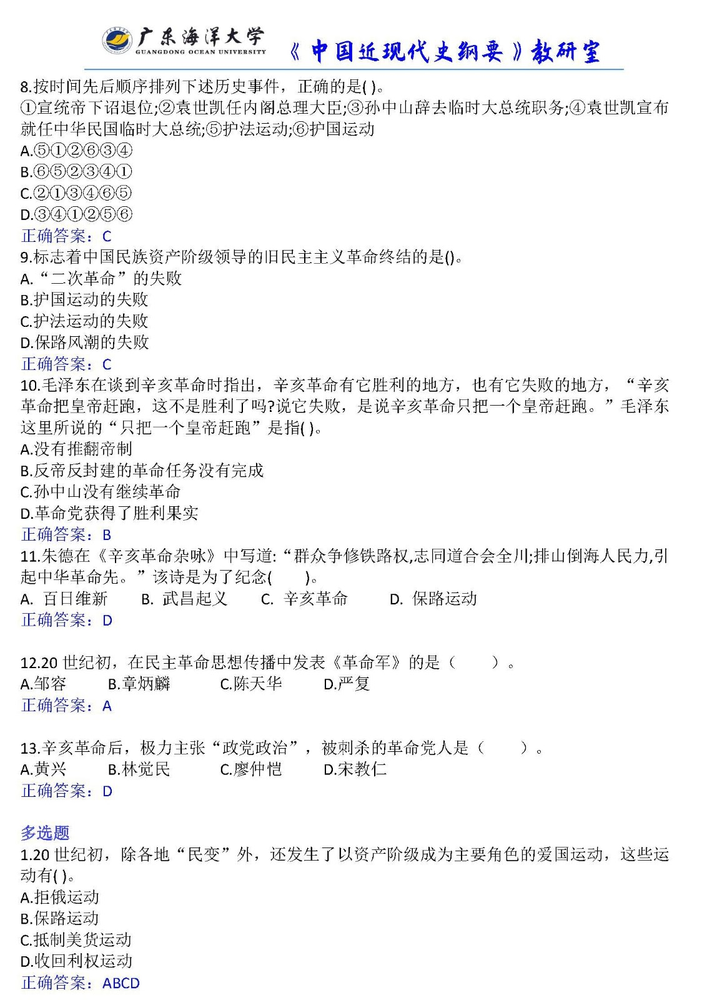 广东海洋大学
GUANGDONG OCEAN UNIVERSITY
《中国近现代史纲要》教研室
8.按时间先后顺序排列下述历史事件，正确的是( )。
①宣统帝下诏退位;②袁世凯任内阁总理大臣;③孙中山辞去临时大总统职务;④袁世凯宣布
就任中华民国临时大总统;⑤护法运动;⑥护国运动
A.⑤①②⑥③④
B.⑥⑤②③④①
C.②①③④⑥⑤
D.③④①②⑤⑥
正确答案：C
9.标志着中国民族资产阶级领导的旧民主主义革命终结的是()。
A.“二次革命”的失败
B.护国运动的失败
C.护法运动的失败
D.保路风潮的失败
正确答案：C
10.毛泽东在谈到辛亥革命时指出，辛亥革命有它胜利的地方，也有它失败的地方，“辛亥
革命把皇帝赶跑，这不是胜利了吗?说它失败，是说辛亥革命只把一个皇帝赶跑。”毛泽东
这里所说的“只把一个皇帝赶跑”是指( )。
A.没有推翻帝制
B.反帝反封建的革命任务没有完成
C.孙中山没有继续革命
D.革命党获得了胜利果实
正确答案：B
11.朱德在《辛亥革命杂咏》中写道:“群众争修铁路权,志同道合会全川;排山倒海人民力,引
起中华革命先。”该诗是为了纪念(　　)。
A. 百日维新　　B. 武昌起义　　C. 辛亥革命　　D. 保路运动
正确答案：D
12.20 世纪初，在民主革命思想传播中发表《革命军》的是（　　）。
A.邹容　　B.章炳麟　　C.陈天华　　D.严复
正确答案：A
13.辛亥革命后，极力主张“政党政治”，被刺杀的革命党人是（　　）。
A.黄兴　　B.林觉民　　C.廖仲恺　　D.宋教仁
正确答案：D
多选题
1.20 世纪初，除各地“民变”外，还发生了以资产阶级成为主要角色的爱国运动，这些运
动有( )。
A.拒俄运动
B.保路运动
C.抵制美货运动
D.收回利权运动
正确答案：ABCD